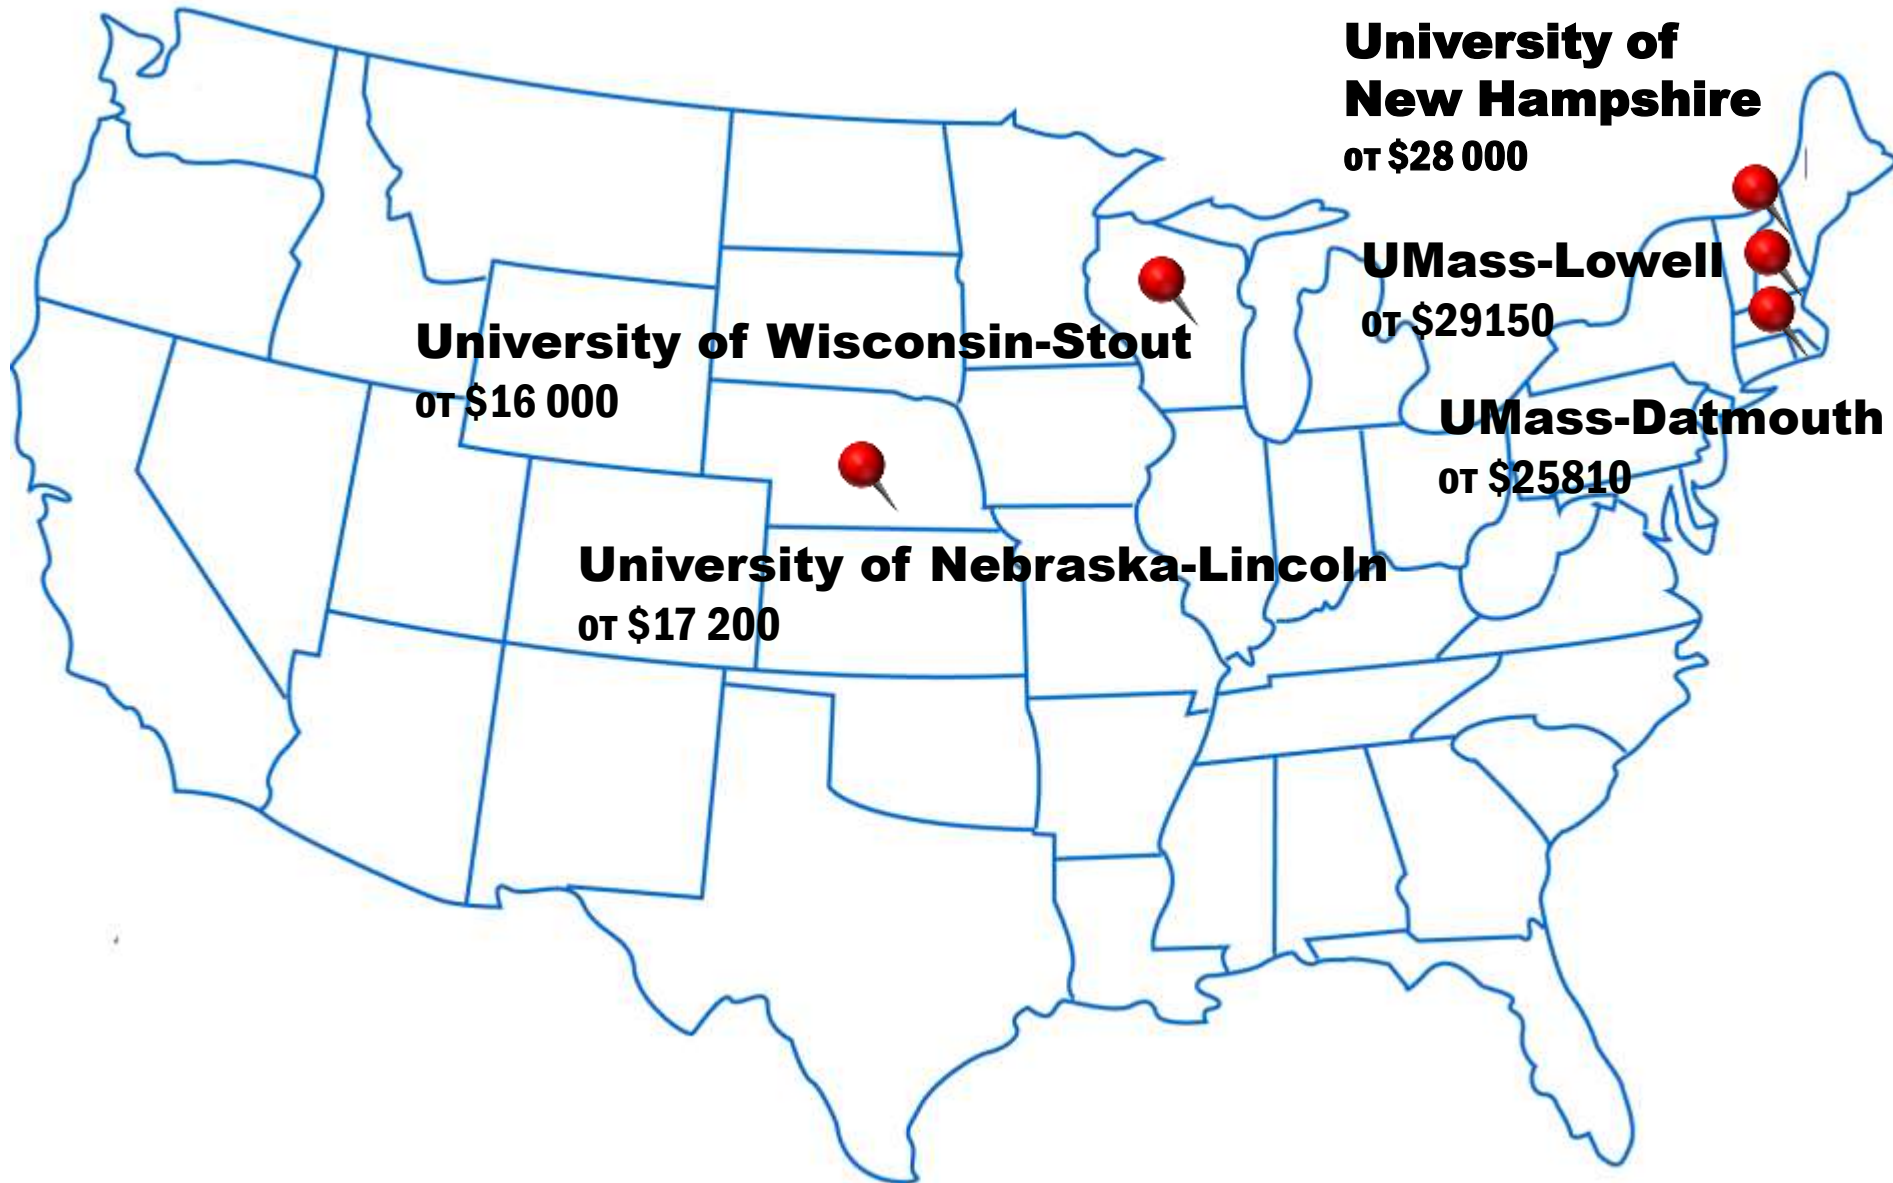 University of
New Hampshire
от $28 000
UMass-Lowell
от $29150
University of Wisconsin-Stout
от $16 000
UMass-Datmouth
от $25810
University of Nebraska-Lincoln
от $17 200